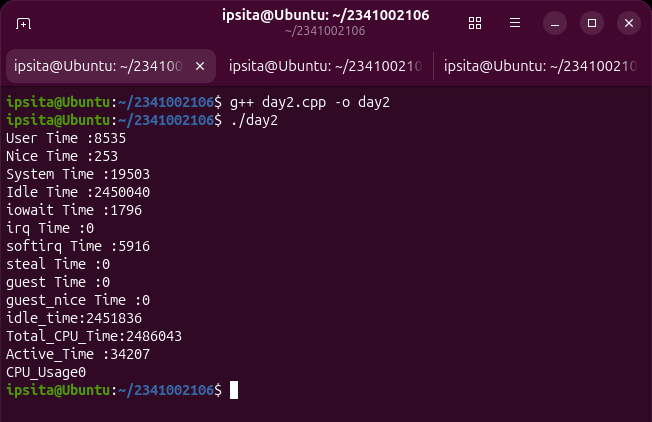 ipsita@Ubuntu: ~/2341002106
~/2341002106
ipsita@Ubuntu: ~/23410 ipsita@Ubuntu: ~/23410021 ipsita@Ubuntu: ~/23410021
ipsita@Ubuntu:~/2341002106$ g++ day2.cpp -o day2
ipsita@Ubuntu:~/2341002106$ ./day2
User Time :8535
Nice Time :253
System Time :19503
Idle Time :2450040
iowait Time :1796
irq Time :0
softirq Time :5916
steal Time :0
guest Time :0
guest_nice Time :0
idle_time:2451836
Total_CPU_Time:2486043
Active_Time :34207
CPU_Usage0
ipsita@Ubuntu:~/2341002106$